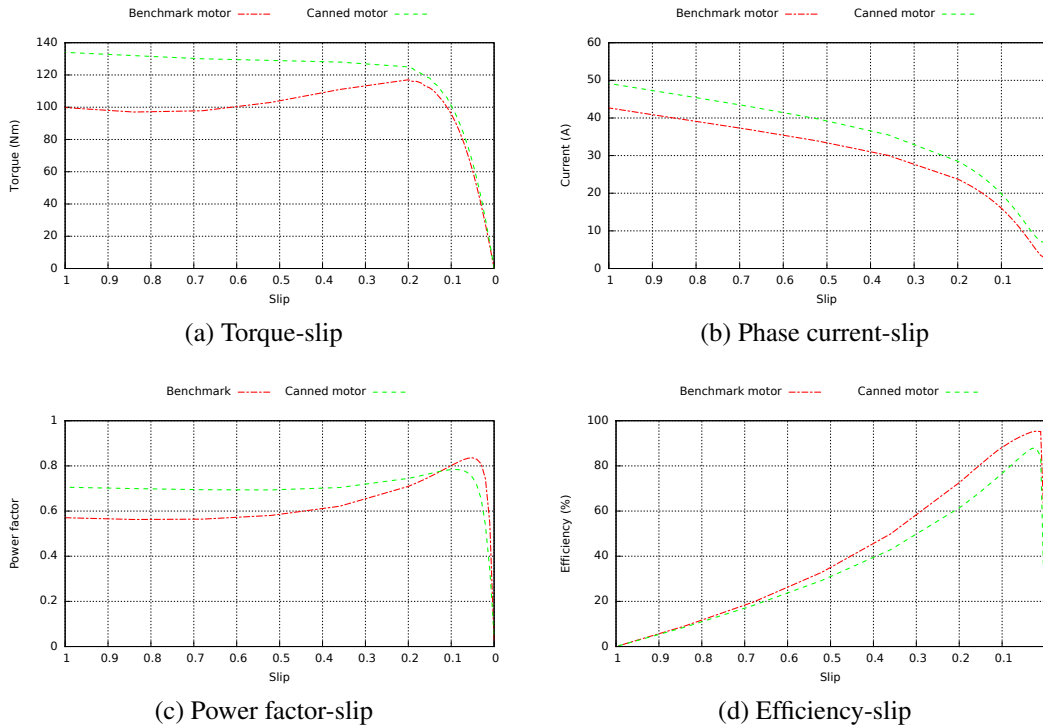 Benchmark motor Canned motor
Torque (Nm)
140
120
100
80
60
40
20
0
1 0.9 0.8 0.7 0.6 0.5 0.4 0.3 0.2 0.1 0
Slip
(a) Torque-slip
Benchmark motor Canned motor
Current (A)
60
50
40
30
20
10
0
1 0.9 0.8 0.7 0.6 0.5 0.4 0.3 0.2 0.1
Slip
(b) Phase current-slip
Benchmark Canned motor
Power factor
1
0.8
0.6
0.4
0.2
0
1 0.9 0.8 0.7 0.6 0.5 0.4 0.3 0.2 0.1 0
Slip
(c) Power factor-slip
Benchmark motor Canned motor
Efficiency (%)
100
80
60
40
20
0
1 0.9 0.8 0.7 0.6 0.5 0.4 0.3 0.2 0.1
Slip
(d) Efficiency-slip